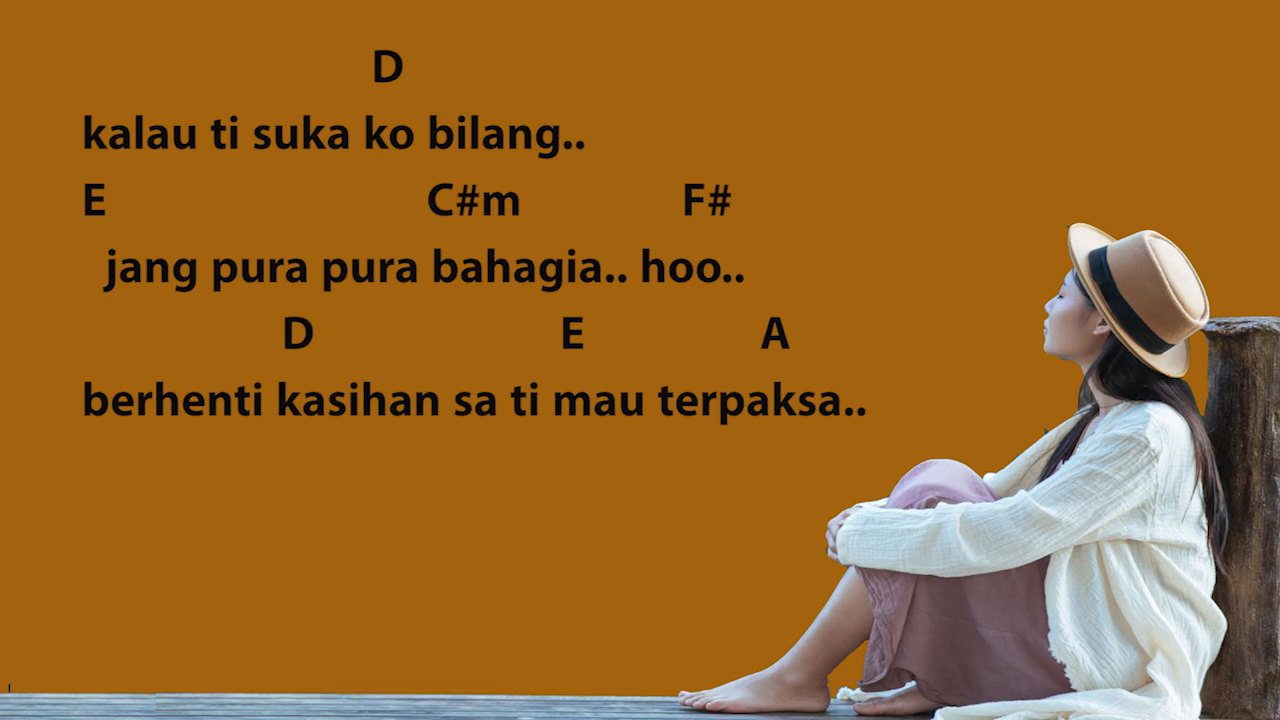 D
kalau ti suka ko bilang..
E C#m F#
jang pura pura bahagia.. hoo..
D E A
berhenti kasihan sa ti mau terpaksa..